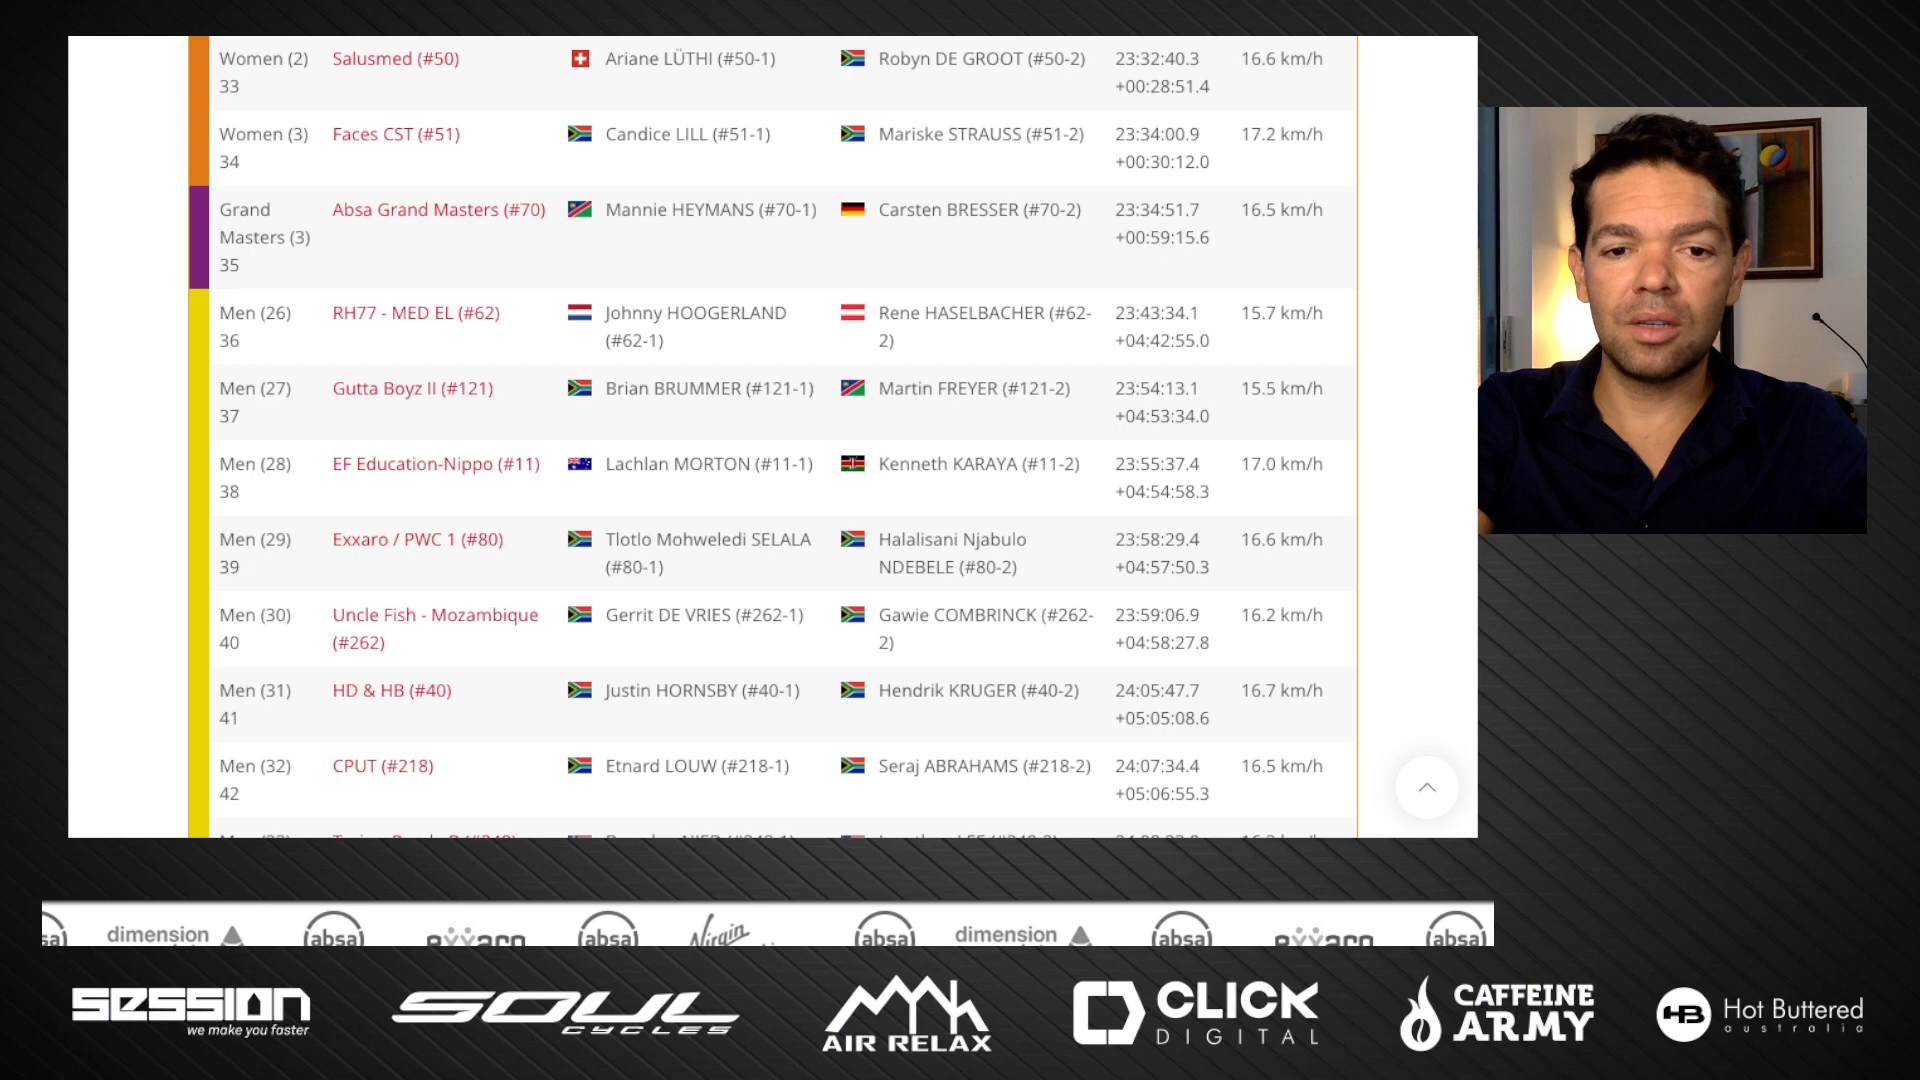 Women (2) Salusmed (#50) Ariane LÜTHI (#50-1) Robyn DE GROOT (#50-2) 23:32:40.3 16.6 km/h
33 +00:28:51.4
Women (3) Faces CST (#51) Candice LILL (#51-1) Mariske STRAUSS (#51-2) 23:34:00.9 17.2 km/h
34 +00:30:12.0
Grand Absa Grand Masters (#70) Mannie HEYMANS (#70-1) Carsten BRESSER (#70-2) 23:34:51.7 16.5 km/h
Masters (3) +00:59:15.6
35
Men (26) RH77 - MED EL (#62) Johnny HOOGERLAND Rene HASELBACHER (#62- 23:43:34.1 15.7 km/h
36 (#62-1) 2) +04:42:55.0
Men (27) Gutta Boyz II (#121) Brian BRUMMER (#121-1) Martin FREYER (#121-2) 23:54:13.1 15.5 km/h
37 +04:53:34.0
Men (28) EF Education-Nippo (#11) Lachlan MORTON (#11-1) Kenneth KARAYA (#11-2) 23:55:37.4 17.0 km/h
38 +04:54:58.3
Men (29) Exxaro / PWC 1 (#80) Tlotlo Mohweledi SELALA Halalisani Njabulo 23:58:29.4 16.6 km/h
39 (#80-1) NDEBELE (#80-2) +04:57:50.3
Men (30) Uncle Fish - Mozambique Gerrit DE VRIES (#262-1) Gawie COMBRINCK (#262- 23:59:06.9 16.2 km/h
40 (#262) 2) +04:58:27.8
Men (31) HD & HB (#40) Justin HORNSBY (#40-1) Hendrik KRUGER (#40-2) 24:05:47.7 16.7 km/h
41 +05:05:08.6
Men (32) CPUT (#218) Etnard LOUW (#218-1) Seraj ABRAHAMS (#218-2) 24:07:34.4 16.5 km/h
42 +05:06:55.3
dimension absa exxaro absa Virgin absa dimension absa exxaro absa
SESSION SOUL AIR RELAX CLICK CAFFEINE HB Hot Buttered
we make you faster CYCLES DIGITAL ARMY australia